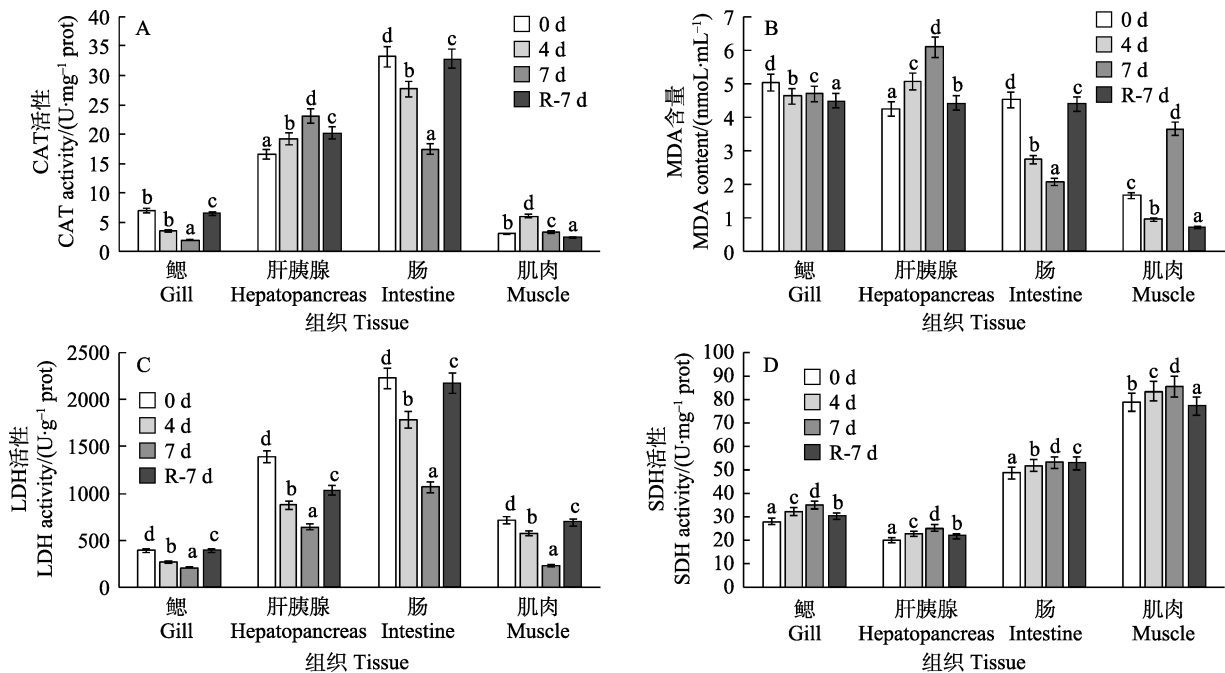 A
CAT活性
CAT activity/(U·mg⁻¹ prot)
40
35
30
25
20
15
10
5
0
0 d
4 d
7 d
R-7 d
b b a c
a b d c
d b a c
b d c a
鳃 肝胰腺 肠 肌肉
Gill Hepatopancreas Intestine Muscle
组织 Tissue
B
MDA含量
MDA content/(nmoL·mL⁻¹)
7
6
5
4
3
2
1
0
0 d
4 d
7 d
R-7 d
d b c a
a c d b
d b a c
c b d a
鳃 肝胰腺 肠 肌肉
Gill Hepatopancreas Intestine Muscle
组织 Tissue
C
LDH活性
LDH activity/(U·g⁻¹ prot)
2500
2000
1500
1000
500
0
0 d
4 d
7 d
R-7 d
d b a c
d b a c
d b a c
d b a c
鳃 肝胰腺 肠 肌肉
Gill Hepatopancreas Intestine Muscle
组织 Tissue
D
SDH活性
SDH activity/(U·mg⁻¹ prot)
100
90
80
70
60
50
40
30
20
10
0
0 d
4 d
7 d
R-7 d
a c d b
a c d b
a b d c
b c d a
鳃 肝胰腺 肠 肌肉
Gill Hepatopancreas Intestine Muscle
组织 Tissue